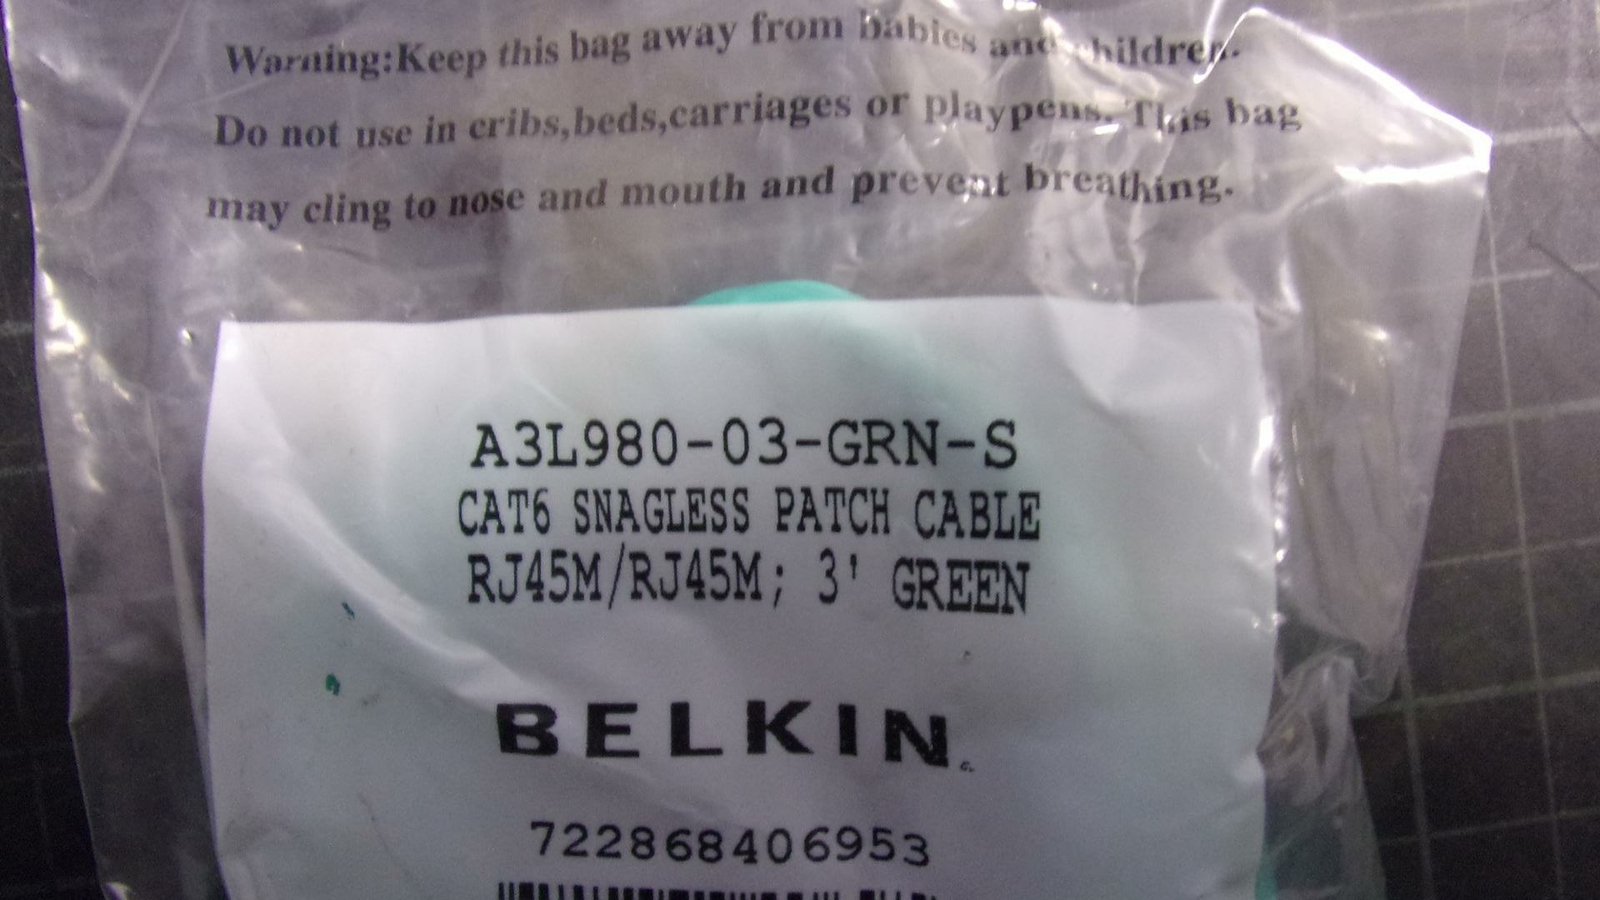 Warning:Keep this bag away from babies and children.
Do not use in cribs,beds,carriages or playpens. This bag
may cling to nose and mouth and prevent breathing.
A3L980-03-GRN-S
CAT6 SNAGLESS PATCH CABLE
RJ45M/RJ45M; 3' GREEN
BELKIN
722868406953